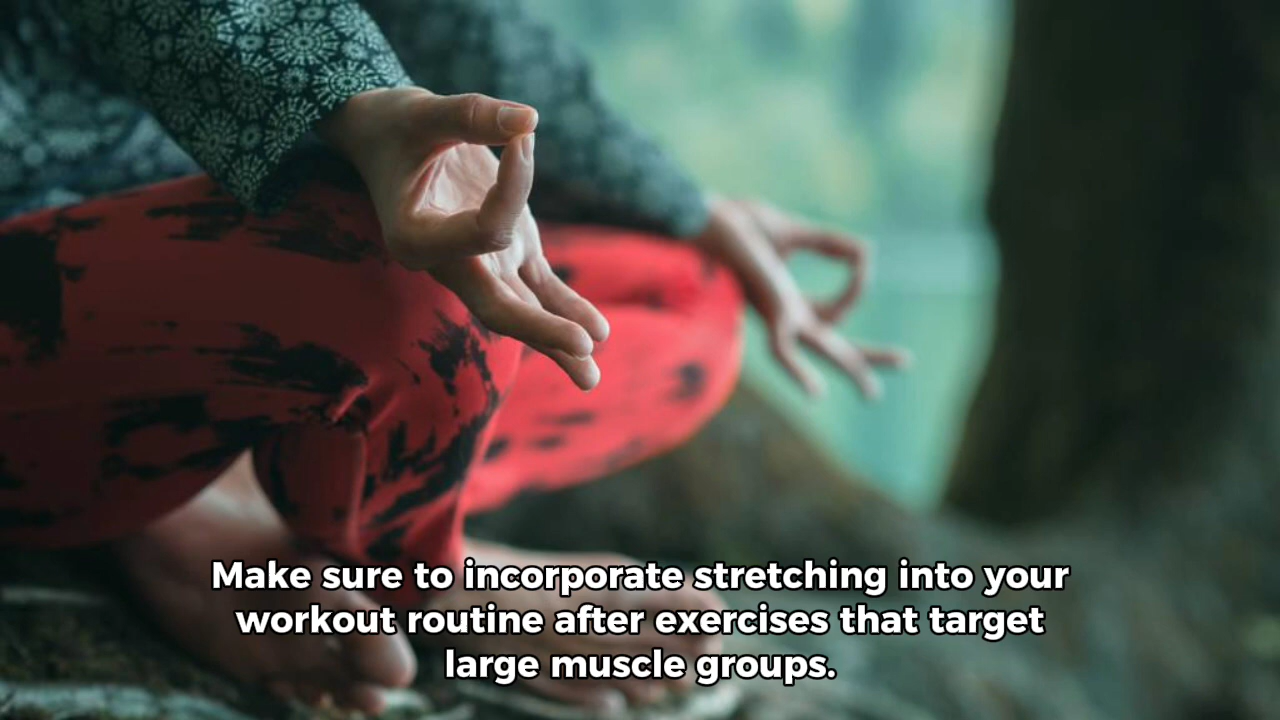 Make sure to incorporate stretching into your
workout routine after exercises that target
large muscle groups.